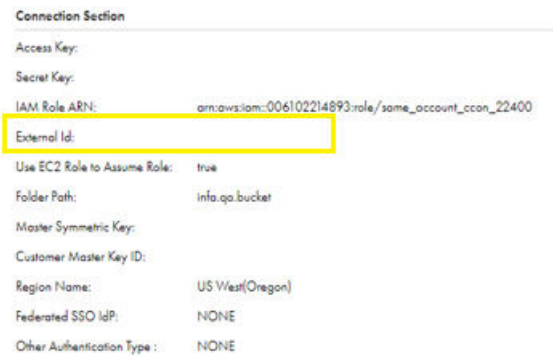 Connection Section
Access Key:
Secret Key:
IAM Role ARN: arn:aws:iam::006102214893:role/same_account_ccon_22400
External Id:
Use EC2 Role to Assume Role: true
Folder Path: infa.qa.bucket
Master Symmetric Key:
Customer Master Key ID:
Region Name: US West(Oregon)
Federated SSO IdP: NONE
Other Authentication Type : NONE